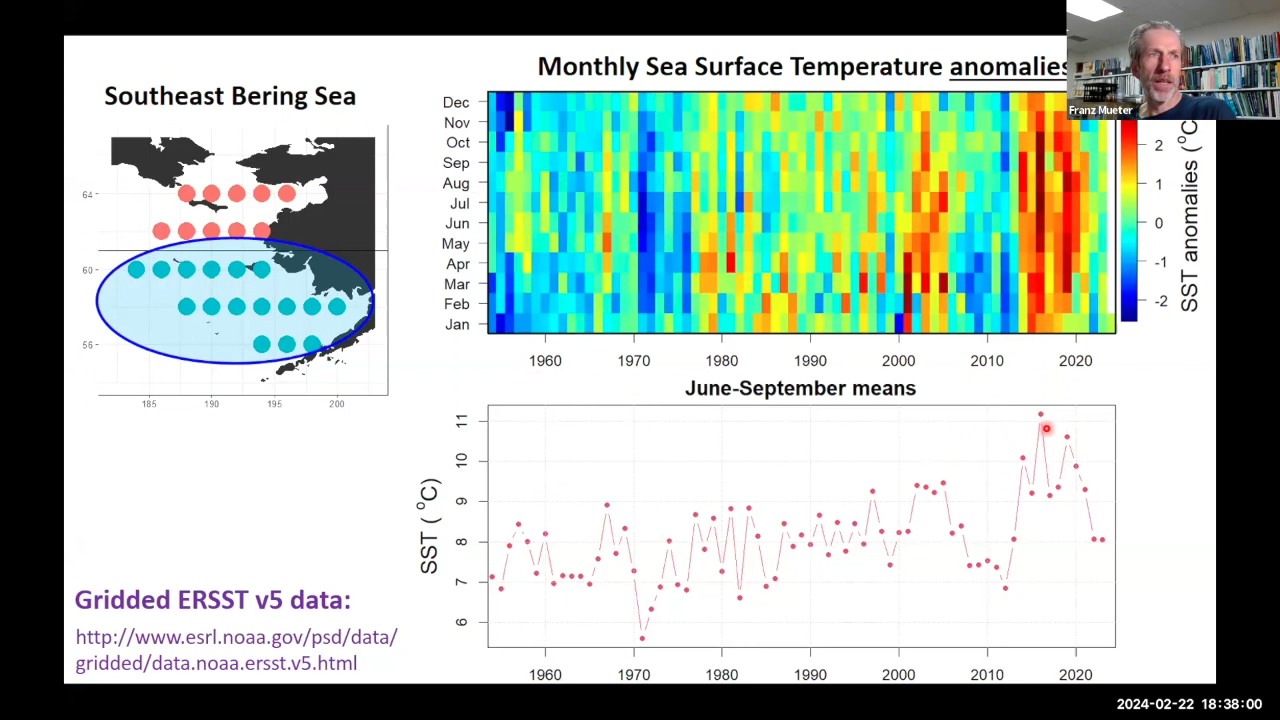 Monthly Sea Surface Temperature anomalies
Southeast Bering Sea
Franz Mueter
Dec
Nov
Oct
Sep
Aug
Jul
Jun
May
Apr
Mar
Feb
Jan
1960 1970 1980 1990 2000 2010 2020
2
1
0
-1
-2
SST anomalies (°C
64
62
60
56
185 190 195 200
June-September means
SST ( °C)
11
10
9
8
7
6
1960 1970 1980 1990 2000 2010 2020
Gridded ERSST v5 data:
http://www.esrl.noaa.gov/psd/data/
gridded/data.noaa.ersst.v5.html
2024-02-22 18:38:00